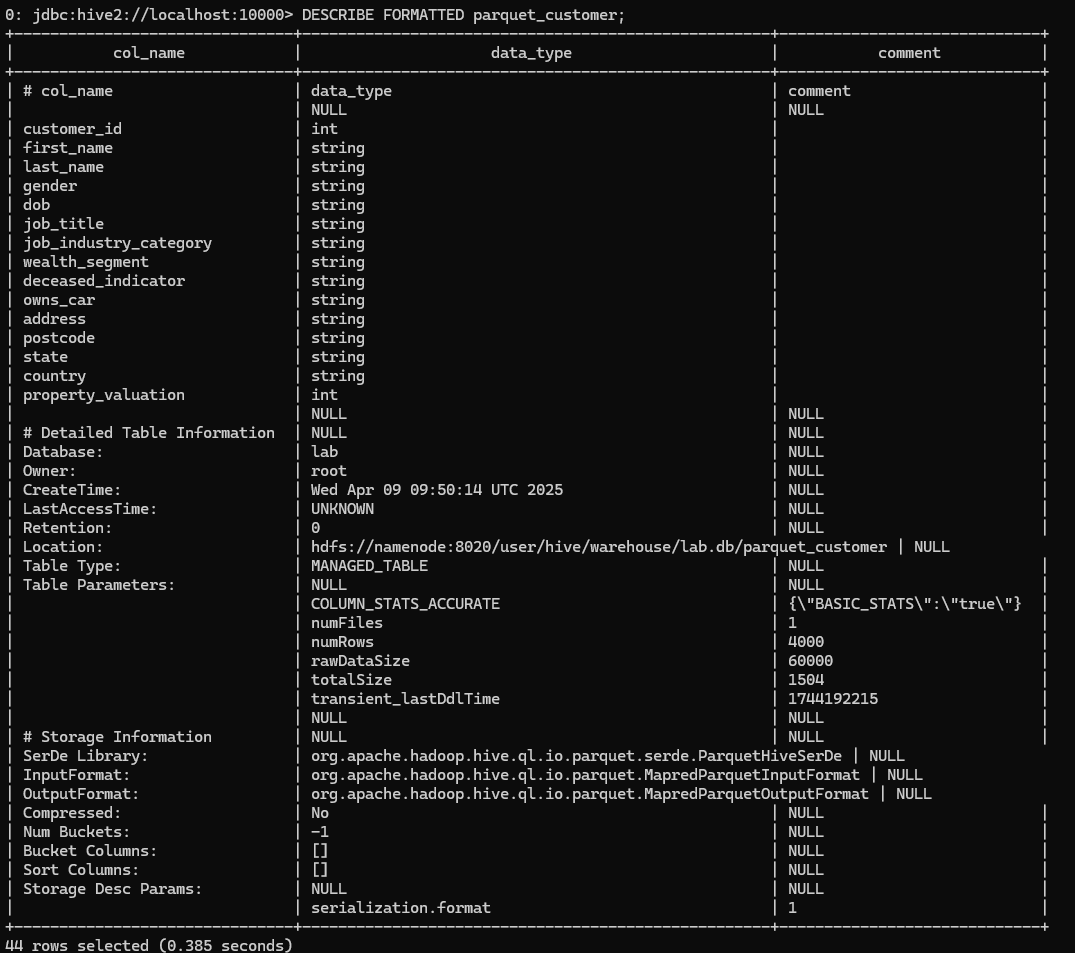 0: jdbc:hive2://localhost:10000> DESCRIBE FORMATTED parquet_customer;
+-------------------------------+----------------------------------------------------+-----------------------------+
| col_name | data_type | comment |
+-------------------------------+----------------------------------------------------+-----------------------------+
| # col_name | data_type | comment |
| | NULL | NULL |
| customer_id | int | |
| first_name | string | |
| last_name | string | |
| gender | string | |
| dob | string | |
| job_title | string | |
| job_industry_category | string | |
| wealth_segment | string | |
| deceased_indicator | string | |
| owns_car | string | |
| address | string | |
| postcode | string | |
| state | string | |
| country | string | |
| property_valuation | int | |
| | NULL | NULL |
| # Detailed Table Information | NULL | NULL |
| Database: | lab | NULL |
| Owner: | root | NULL |
| CreateTime: | Wed Apr 09 09:50:14 UTC 2025 | NULL |
| LastAccessTime: | UNKNOWN | NULL |
| Retention: | 0 | NULL |
| Location: | hdfs://namenode:8020/user/hive/warehouse/lab.db/parquet_customer | NULL
| Table Type: | MANAGED_TABLE | NULL |
| Table Parameters: | NULL | NULL |
| | COLUMN_STATS_ACCURATE | {\"BASIC_STATS\":\"true\"} |
| | numFiles | 1 |
| | numRows | 4000 |
| | rawDataSize | 60000 |
| | totalSize | 1504 |
| | transient_lastDdlTime | 1744192215 |
| | NULL | NULL |
| # Storage Information | NULL | NULL |
| SerDe Library: | org.apache.hadoop.hive.ql.io.parquet.serde.ParquetHiveSerDe | NULL
| InputFormat: | org.apache.hadoop.hive.ql.io.parquet.MapredParquetInputFormat | NULL
| OutputFormat: | org.apache.hadoop.hive.ql.io.parquet.MapredParquetOutputFormat | NULL
| Compressed: | No | NULL |
| Num Buckets: | -1 | NULL |
| Bucket Columns: | [] | NULL |
| Sort Columns: | [] | NULL |
| Storage Desc Params: | NULL | NULL |
| | serialization.format | 1 |
+-------------------------------+----------------------------------------------------+-----------------------------+
44 rows selected (0.385 seconds)